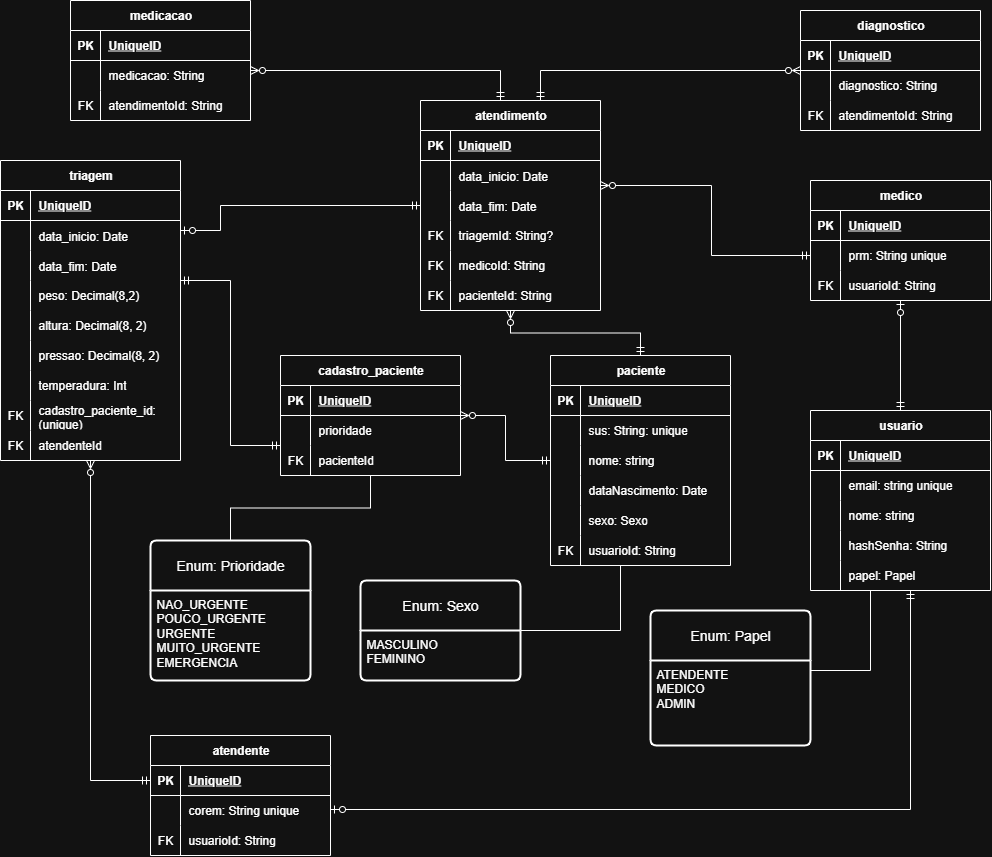 medicacao
PK UniqueID
medicacao: String
FK atendimentoId: String
diagnostico
PK UniqueID
diagnostico: String
FK atendimentoId: String
atendimento
PK UniqueID
data_inicio: Date
data_fim: Date
FK triagemId: String?
FK medicoId: String
FK pacienteId: String
triagem
PK UniqueID
data_inicio: Date
data_fim: Date
peso: Decimal(8,2)
altura: Decimal(8, 2)
pressao: Decimal(8, 2)
temperadura: Int
FK cadastro_paciente_id:
(unique)
FK atendenteId
medico
PK UniqueID
prm: String unique
FK usuarioId: String
cadastro_paciente
PK UniqueID
prioridade
FK pacienteId
paciente
PK UniqueID
sus: String: unique
nome: string
dataNascimento: Date
sexo: Sexo
FK usuarioId: String
usuario
PK UniqueID
email: string unique
nome: string
hashSenha: String
papel: Papel
Enum: Prioridade
NAO_URGENTE
POUCO_URGENTE
URGENTE
MUITO_URGENTE
EMERGENCIA
Enum: Sexo
MASCULINO
FEMININO
Enum: Papel
ATENDENTE
MEDICO
ADMIN
atendente
PK UniqueID
corem: String unique
FK usuarioId: String